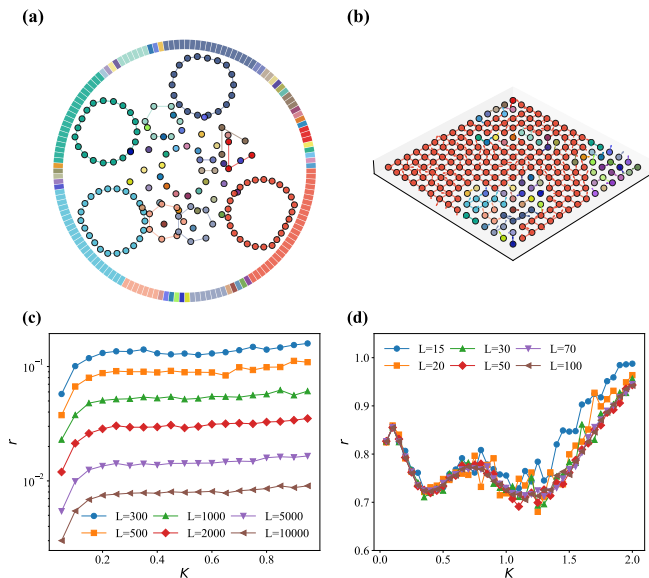 (a)
(b)
(c)
10⁻¹
10⁻²
r
L=300
L=1000
L=5000
L=500
L=2000
L=10000
0.2
0.4
0.6
0.8
K
(d)
L=15
L=30
L=70
L=20
L=50
L=100
1.0
0.9
0.8
0.7
0.6
r
0.0
0.5
1.0
1.5
2.0
K